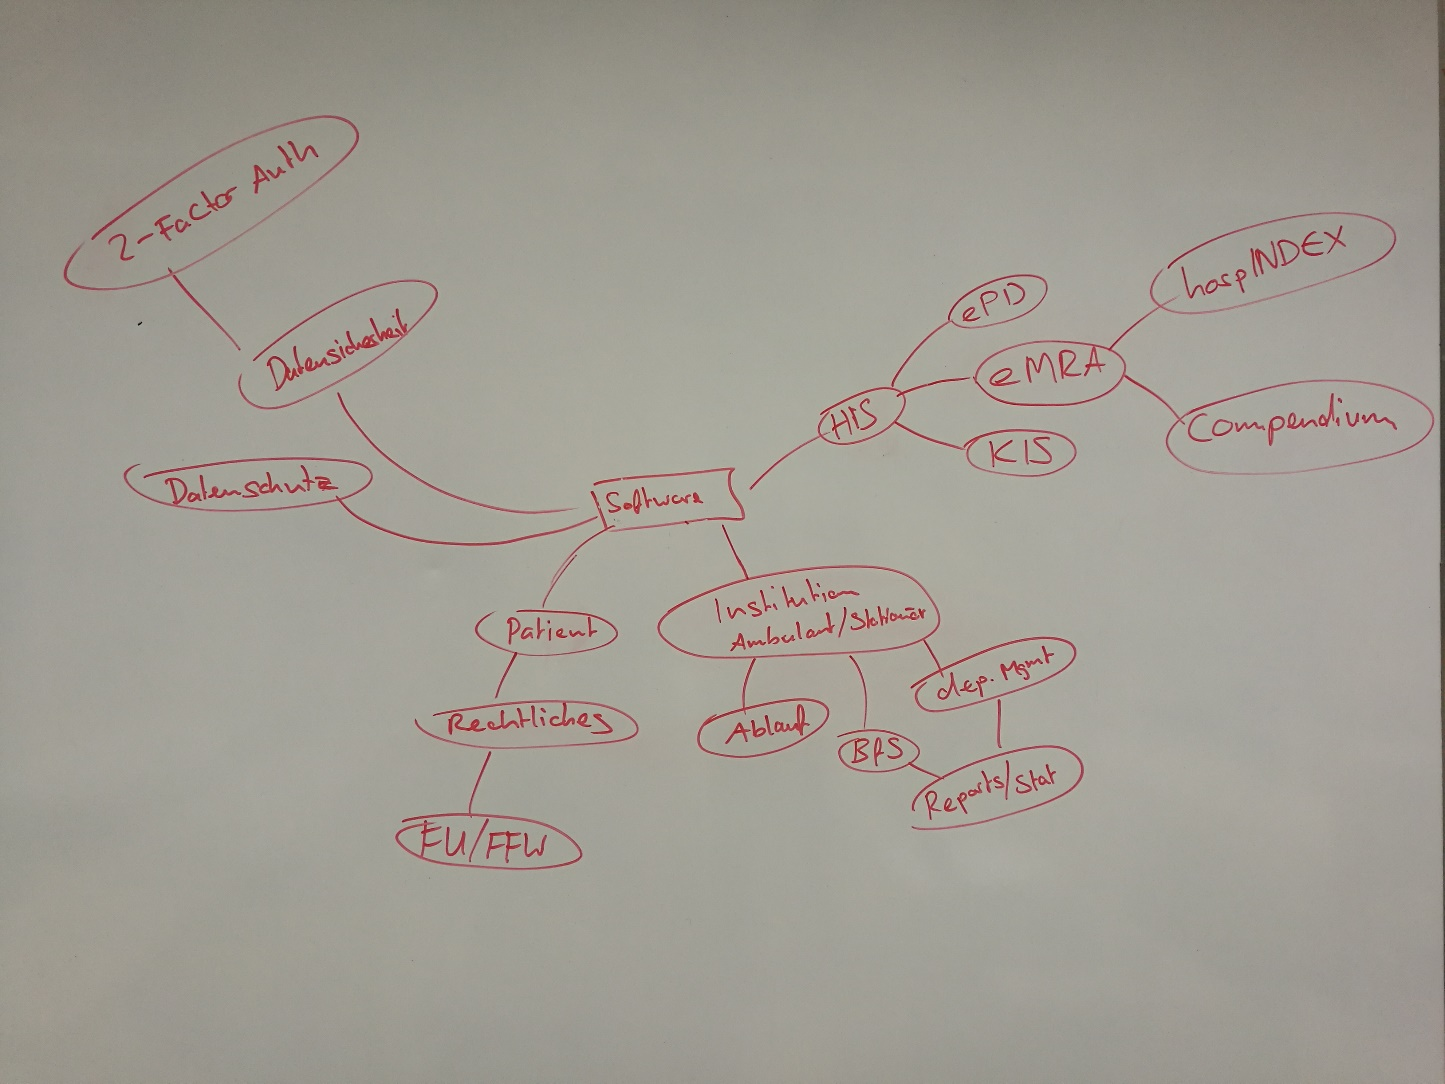 2-Factor Auth
Datensicherheit
Datenschutz
Software
HIS
ePD
eMRA
KIS
hospINDEX
Compendium
Patient
Rechtliches
EU/FFW
Institution
Ambulant/Stationär
Ablauf
BfS
dep. Mgmt
Reports/Stat